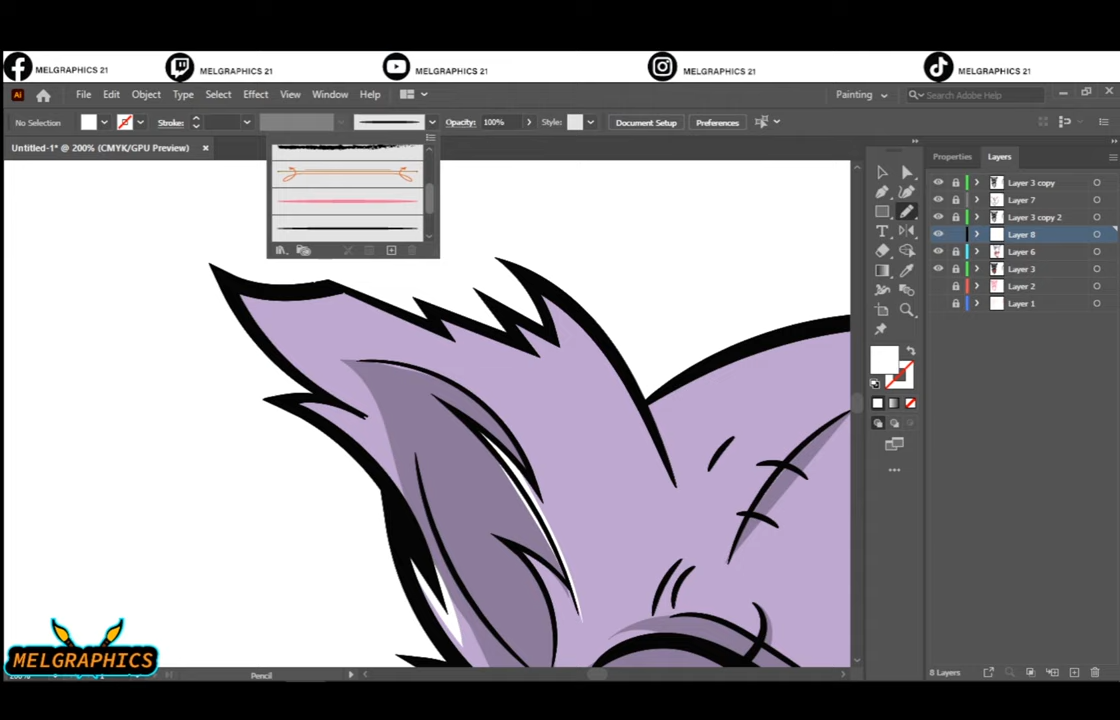 MELGRAPHICS 21 MELGRAPHICS 21 MELGRAPHICS 21 MELGRAPHICS 21 MELGRAPHICS 21
Ai File Edit Object Type Select Effect View Window Help Painting Search Adobe Help
No Selection Stroke: Opacity: 100% Style: Document Setup Preferences
Untitled-1* @ 200% (CMYK/GPU Preview) × Properties Layers
Layer 3 copy
Layer 7
Layer 3 copy 2
Layer 8
Layer 6
Layer 3
Layer 2
Layer 1
MELGRAPHICS
Pencil 8 Layers